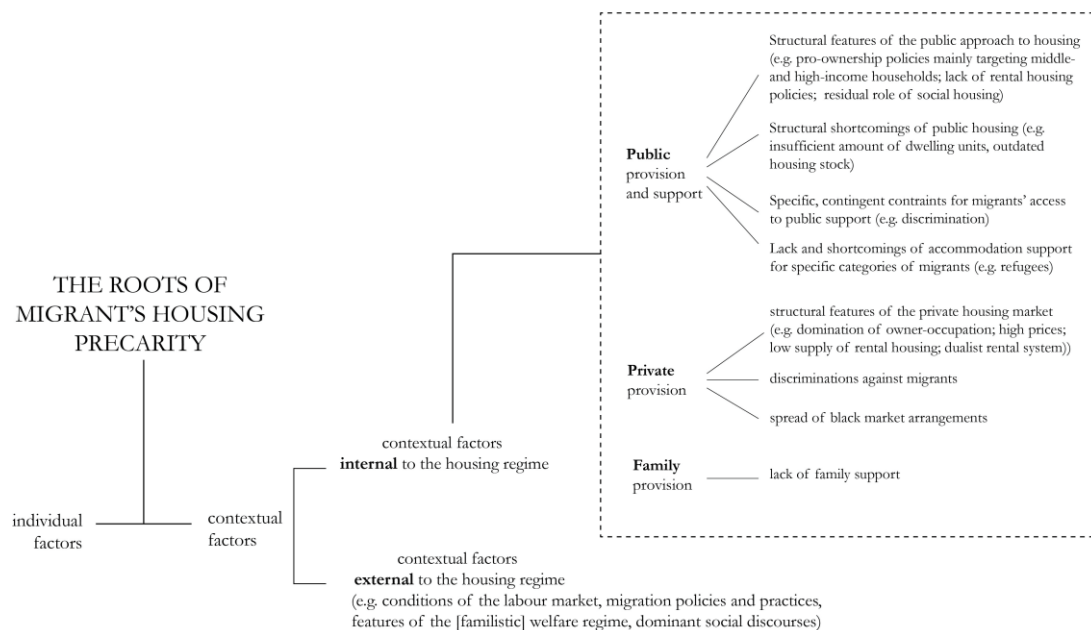 THE ROOTS OF
MIGRANT'S HOUSING
PRECARITY
individual
factors
contextual
factors
contextual factors
internal to the housing regime
contextual factors
external to the housing regime
(e.g. conditions of the labour market, migration policies and practices,
features of the [familistic] welfare regime, dominant social discourses)
Public
provision
and support
Structural features of the public approach to housing
(e.g. pro-ownership policies mainly targeting middle-
and high-income households; lack of rental housing
policies; residual role of social housing)
Structural shortcomings of public housing (e.g.
insufficient amount of dwelling units, outdated
housing stock)
Specific, contingent contraints for migrants' access
to public support (e.g. discrimination)
Lack and shortcomings of accommodation support
for specific categories of migrants (e.g. refugees)
Private
provision
structural features of the private housing market
(e.g. domination of owner-occupation; high prices;
low supply of rental housing; dualist rental system))
discriminations against migrants
spread of black market arrangements
Family
provision
lack of family support